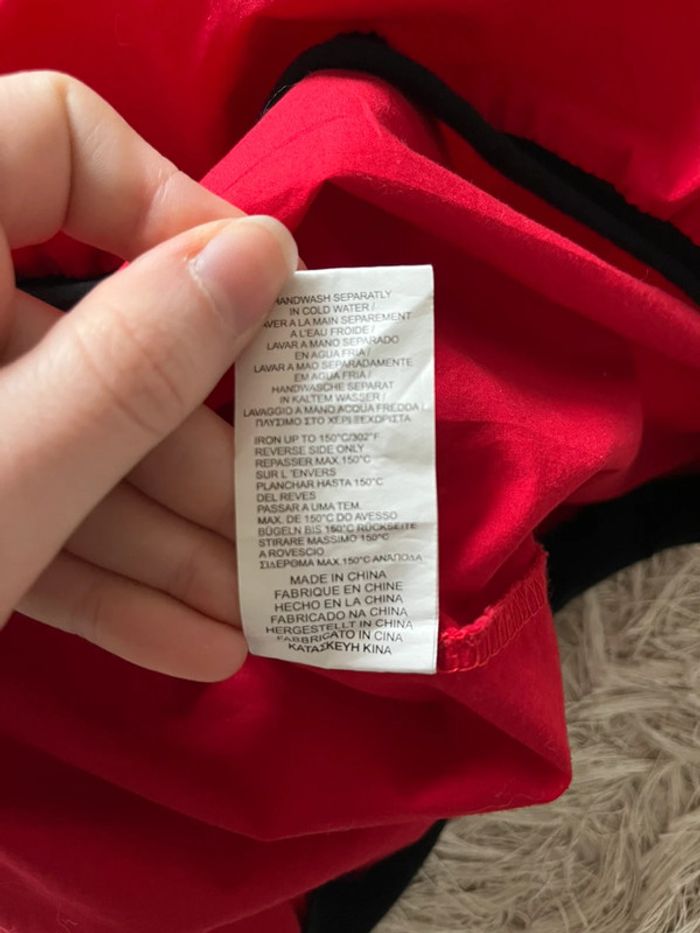 HANDWASH SEPARATLY
IN COLD WATER /
AVER A LA MAIN SEPAREMENT
A L'EAU FROIDE /
LAVAR A MANO SEPARADO
EN AGUA FRIA /
LAVAR A MAO SEPARADAMENTE
EM AGUA FRIA /
HANDWASCHE SEPARAT
IN KALTEM WASSER /
LAVAGGIO A MANO ACQUA FREDDA /
ΠΛΥΣΙΜΟ ΣΤΟ ΧΕΡΙ ΞΕΧΩΡΙΣΤΑ
IRON UP TO 150°C/302°F
REVERSE SIDE ONLY
REPASSER MAX.150°C
SUR L 'ENVERS
PLANCHAR HASTA 150°C
DEL REVES
PASSAR A UMA TEM.
MAX. DE 150°C DO AVESSO
BÜGELN BIS 150°C RÜCKSEITE
STIRARE MASSIMO 150°C
A ROVESCIO
ΣΙΔΕΡΩΜΑ MAX.150°C ΑΝΑΠΟΔΑ
MADE IN CHINA
FABRIQUE EN CHINE
HECHO EN LA CHINA
FABRICADO NA CHINA
HERGESTELLT IN CHINA
FABBRICATO IN CINA
ΚΑΤΑΣΚΕΥΗ ΚΙΝΑ